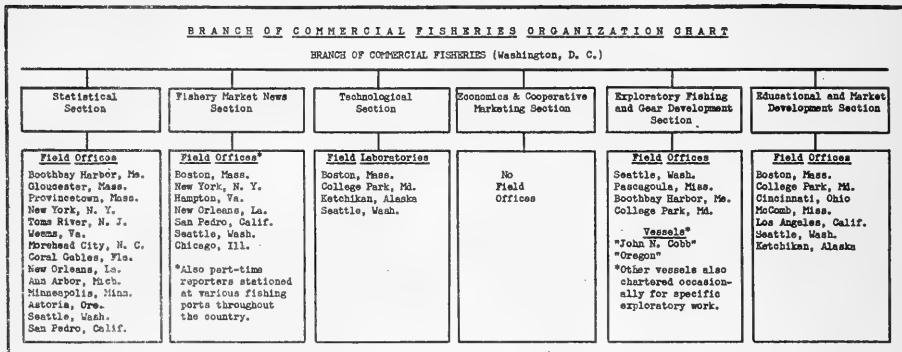 BRANCH OF COMMERCIAL FISHERIES ORGANIZATION CHART
BRANCH OF COMMERCIAL FISHERIES (Washington, D. C.)
Statistical
Section
Field Offices
Boothbay Harbor, Me.
Gloucester, Mass.
Provincetown, Mass.
New York, N. Y.
Toms River, N. J.
Weems, Va.
Morehead City, N. C.
Coral Gables, Fla.
New Orleans, La.
Ann Arbor, Mich.
Minneapolis, Minn.
Astoria, Ore.
Seattle, Wash.
San Pedro, Calif.
Fishery Market News
Section
Field Offices*
Boston, Mass.
New York, N. Y.
Hampton, Va.
New Orleans, La.
San Pedro, Calif.
Seattle, Wash.
Chicago, Ill.
*Also part-time
reporters stationed
at various fishing
ports throughout
the country.
Technological
Section
Field Laboratories
Boston, Mass.
College Park, Md.
Ketchikan, Alaska
Seattle, Wash.
Economics & Cooperative
Marketing Section
No
Field
Offices
Exploratory Fishing
and Gear Development
Section
Field Offices
Seattle, Wash.
Pascagoula, Miss.
Boothbay Harbor, Me.
College Park, Md.
Vessels*
"John N. Cobb"
"Oregon"
*Other vessels also
chartered occasion-
ally for specific
exploratory work.
Educational and Market
Development Section
Field Offices
Boston, Mass.
College Park, Md.
Cincinnati, Ohio
McComb, Miss.
Los Angeles, Calif.
Seattle, Wash.
Ketchikan, Alaska